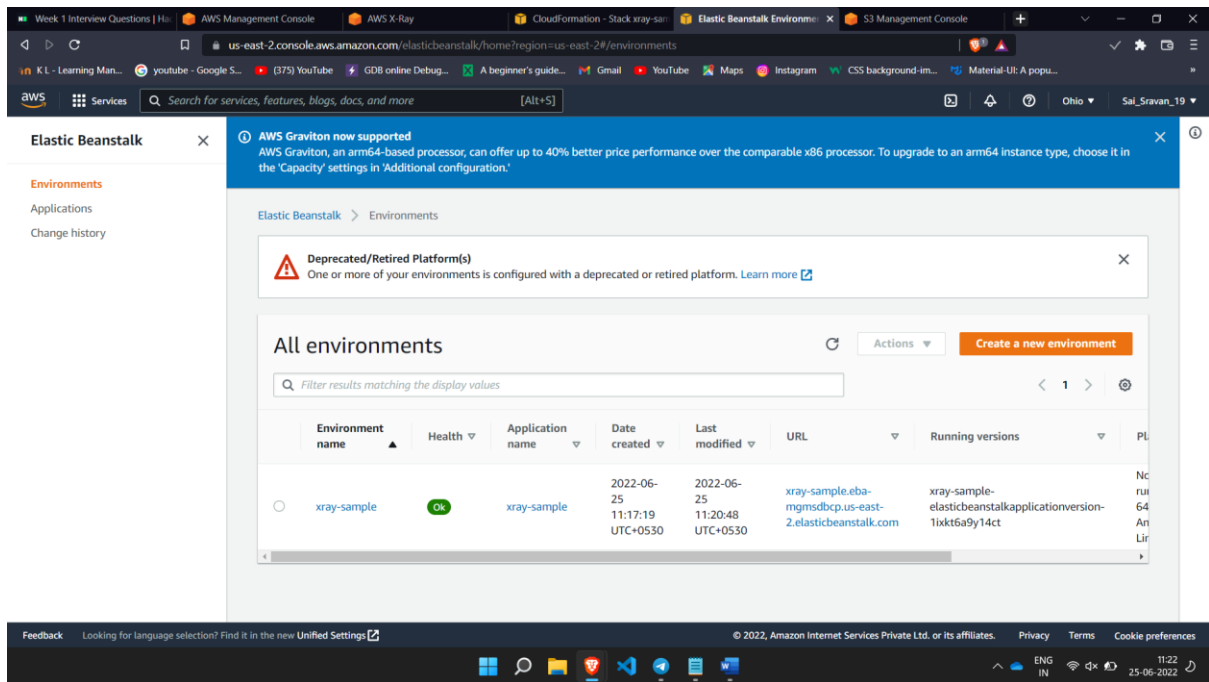 Week 1 Interview Questions | Hac
AWS Management Console
AWS X-Ray
CloudFormation - Stack xray-sam
Elastic Beanstalk Environmen
S3 Management Console
us-east-2.console.aws.amazon.com/elasticbeanstalk/home?region=us-east-2#/environments
K L - Learning Man...
youtube - Google S...
(375) YouTube
GDB online Debug...
A beginner's guide...
Gmail
YouTube
Maps
Instagram
CSS background-im...
Material-UI: A popu...
aws
Services
Search for services, features, blogs, docs, and more
[Alt+S]
Ohio
Sai_Sravan_19
Elastic Beanstalk
Environments
Applications
Change history
AWS Graviton now supported
AWS Graviton, an arm64-based processor, can offer up to 40% better price performance over the comparable x86 processor. To upgrade to an arm64 instance type, choose it in
the 'Capacity' settings in 'Additional configuration.'
Elastic Beanstalk > Environments
Deprecated/Retired Platform(s)
One or more of your environments is configured with a deprecated or retired platform. Learn more
All environments
Actions
Create a new environment
Filter results matching the display values
1
Environment
name
Health
Application
name
Date
created
Last
modified
URL
Running versions
Pl
xray-sample
Ok
xray-sample
2022-06-
25
11:17:19
UTC+0530
2022-06-
25
11:20:48
UTC+0530
xray-sample.eba-
mgmsdbcp.us-east-
2.elasticbeanstalk.com
xray-sample-
elasticbeanstalkapplicationversion-
1ixkt6a9y14ct
No
rui
64
An
Lir
Feedback
Looking for language selection? Find it in the new Unified Settings
© 2022, Amazon Internet Services Private Ltd. or its affiliates.
Privacy
Terms
Cookie preferences
ENG
IN
11:22
25-06-2022